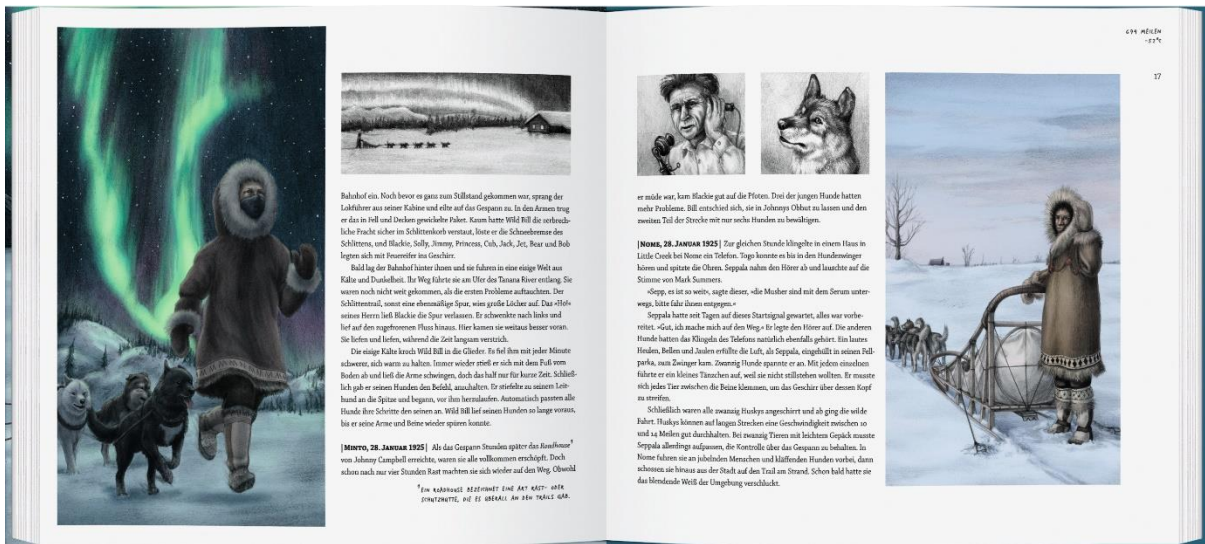 Bahnhof ein. Noch bevor es ganz zum Stillstand gekommen war, sprang der
Lokführer aus seiner Kabine und eilte auf das Gespann zu. In den Armen trug
er das in Fell und Decken gewickelte Paket. Kaum hatte Wild Bill die zerbrech-
liche Fracht sicher im Schlittenkorb verstaut, löste er die Schneebremse des
Schlittens, und Blackie, Solly, Jimmy, Princess, Cub, Jack, Jet, Bear und Bob
legten sich mit Feuereifer ins Geschirr.
Bald lag der Bahnhof hinter ihnen und sie fuhren in eine eisige Welt aus
Kälte und Dunkelheit. Ihr Weg führte sie am Ufer des Tanana River entlang. Sie
waren noch nicht weit gekommen, als die ersten Probleme auftauchten. Der
Schlittentrail, sonst eine ebenmäßige Spur, wies große Löcher auf. Das »Ho!«
seines Herrn ließ Blackie die Spur verlassen. Er schwenkte nach links und
lief auf den zugefrorenen Fluss hinaus. Hier kamen sie weitaus besser voran.
Sie liefen und liefen, während die Zeit langsam verstrich.
Die eisige Kälte kroch Wild Bill in die Glieder. Es fiel ihm mit jeder Minute
schwerer, sich warm zu halten. Immer wieder stieß er sich mit dem Fuß vom
Boden ab und ließ die Arme schwingen, doch das half nur für kurze Zeit. Schließ-
lich gab er seinen Hunden den Befehl, anzuhalten. Er stiefelte zu seinem Leit-
hund an die Spitze und begann, vor ihm herzulaufen. Automatisch passten alle
Hunde ihre Schritte den seinen an. Wild Bill lief seinen Hunden so lange voraus,
bis er seine Arme und Beine wieder spüren konnte.
|MINTO, 28. JANUAR 1925| Als das Gespann Stunden später das Roadhouse¶
von Johnny Campbell erreichte, waren sie alle vollkommen erschöpft. Doch
schon nach nur vier Stunden Rast machten sie sich wieder auf den Weg. Obwohl
¶EIN ROADHOUSE BEZEICHNET EINE ART RAST- ODER
SCHUTZHÜTTE, DIE ES ÜBERALL AN DEN TRAILS GAB.
694 MEILEN
-52°C
17
er müde war, kam Blackie gut auf die Pfoten. Drei der jungen Hunde hatten
mehr Probleme. Bill entschied sich, sie in Johnnys Obhut zu lassen und den
zweiten Teil der Strecke mit nur sechs Hunden zu bewältigen.
|NOME, 28. JANUAR 1925| Zur gleichen Stunde klingelte in einem Haus in
Little Creek bei Nome ein Telefon. Togo konnte es bis in den Hundezwinger
hören und spitzte die Ohren. Seppala nahm den Hörer ab und lauschte auf die
Stimme von Mark Summers.
»Sepp, es ist so weit«, sagte dieser, »die Musher sind mit dem Serum unter-
wegs, bitte fahr ihnen entgegen.«
Seppala hatte seit Tagen auf dieses Startsignal gewartet, alles war vorbe-
reitet. »Gut, ich mache mich auf den Weg.« Er legte den Hörer auf. Die anderen
Hunde hatten das Klingeln des Telefons natürlich ebenfalls gehört. Ein lautes
Heulen, Bellen und Jaulen erfüllte die Luft, als Seppala, eingehüllt in seinen Fell-
parka, zum Zwinger kam. Zwanzig Hunde spannte er an. Mit jedem einzelnen
führte er ein kleines Tänzchen auf, weil sie nicht stillstehen wollten. Er musste
sich jedes Tier zwischen die Beine klemmen, um das Geschirr über dessen Kopf
zu streifen.
Schließlich waren alle zwanzig Huskys angeschirrt und ab ging die wilde
Fahrt. Huskys können auf langen Strecken eine Geschwindigkeit zwischen 10
und 14 Meilen gut durchhalten. Bei zwanzig Tieren mit leichtem Gepäck musste
Seppala allerdings aufpassen, die Kontrolle über das Gespann zu behalten. In
Nome fuhren sie an jubelnden Menschen und kläffenden Hunden vorbei, dann
schossen sie hinaus aus der Stadt auf den Trail am Strand. Schon bald hatte sie
das blendende Weiß der Umgebung verschluckt.